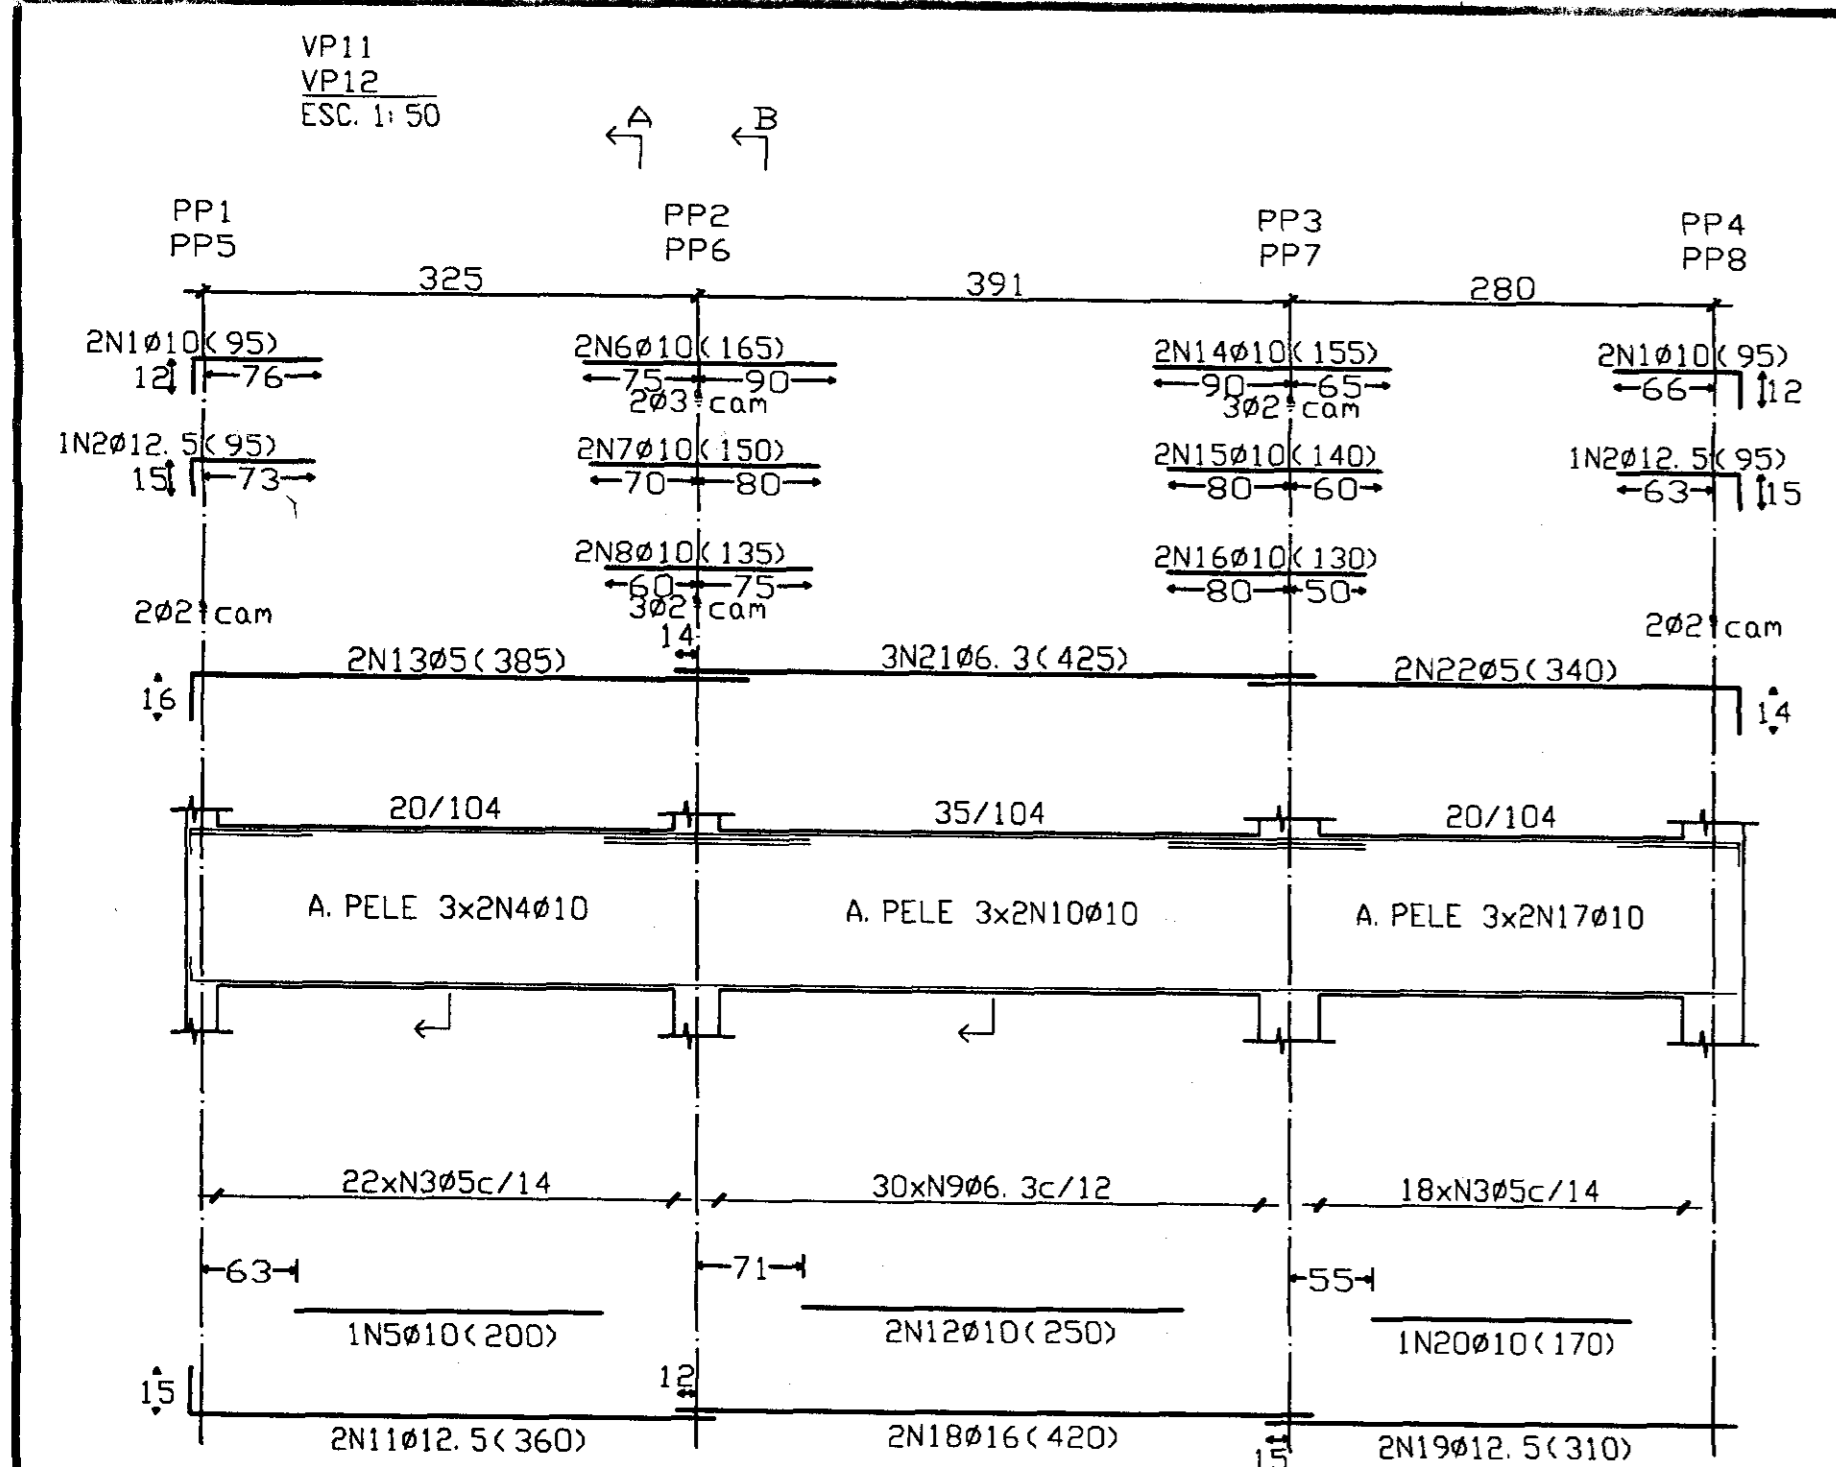 VP11
VP12
ESC. 1:50
A B
PP1 PP2 PP3 PP4
PP5 PP6 PP7 PP8
325 391 280
2N1ø10(95) 2N6ø10(165) 2N14ø10(155) 2N1ø10(95)
12 76 75 90 90 65 66 12
2ø3 cam 3ø2 cam
1N2ø12.5(95) 2N7ø10(150) 2N15ø10(140) 1N2ø12.5(95)
15 73 70 80 80 60 63 15
2N8ø10(135) 2N16ø10(130)
60 75 80 50
2ø2 cam 3ø2 cam 2ø2 cam
14
2N13ø5(385) 3N21ø6.3(425) 2N22ø5(340)
16 14
20/104 35/104 20/104
A. PELE 3x2N4ø10 A. PELE 3x2N10ø10 A. PELE 3x2N17ø10
22xN3ø5c/14 30xN9ø6.3c/12 18xN3ø5c/14
63 71 55
1N5ø10(200) 2N12ø10(250) 1N20ø10(170)
15 12
2N11ø12.5(360) 2N18ø16(420) 2N19ø12.5(310)
15